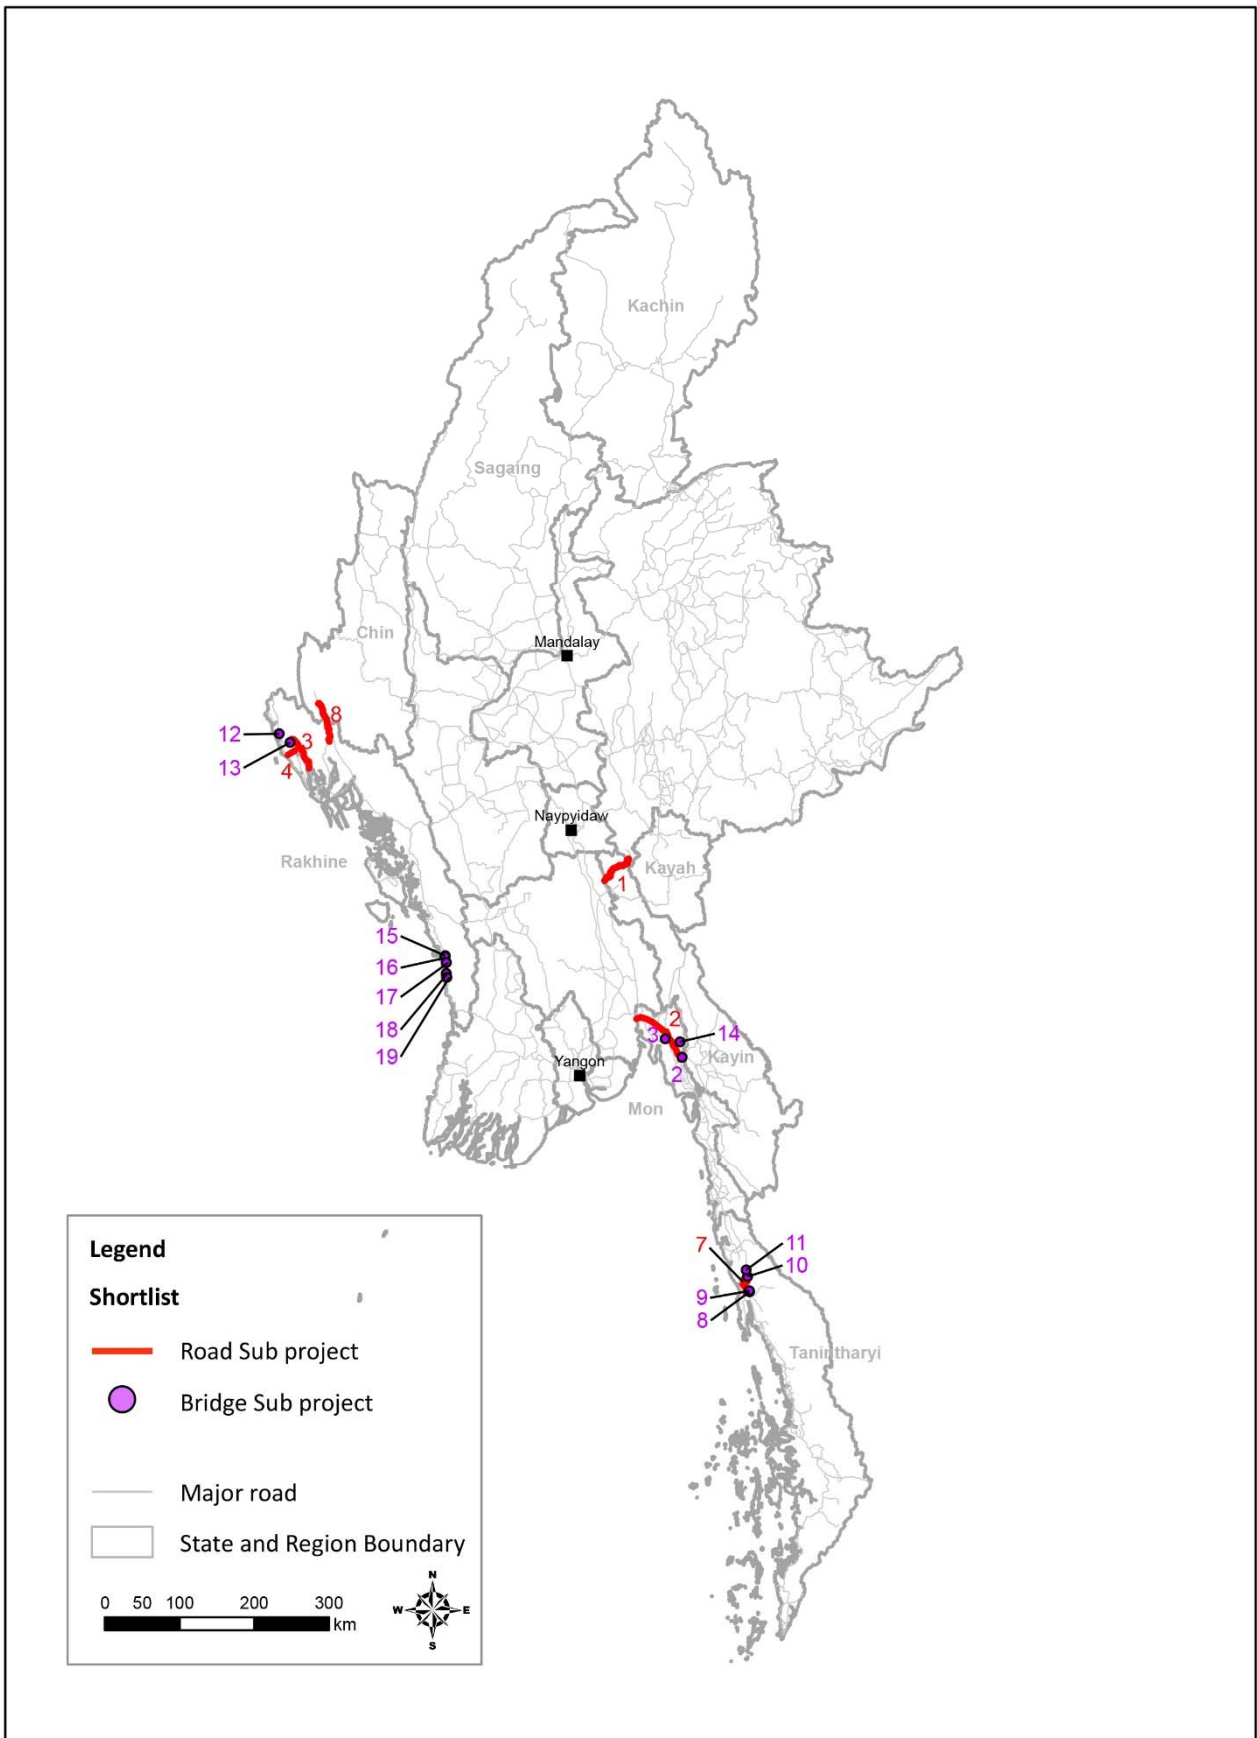 Kachin
Sagaing
Chin
Mandalay
8
12
3
13
4
Naypyidaw
Rakhine
Kayah
1
15
16
17
18
19
2
3
14
Yangon
Kayin
2
Mon
7
11
10
9
8
Tanintharyi
Legend
Shortlist
Road Sub project
Bridge Sub project
Major road
State and Region Boundary
0 50 100 200 300
km
N
W E
S